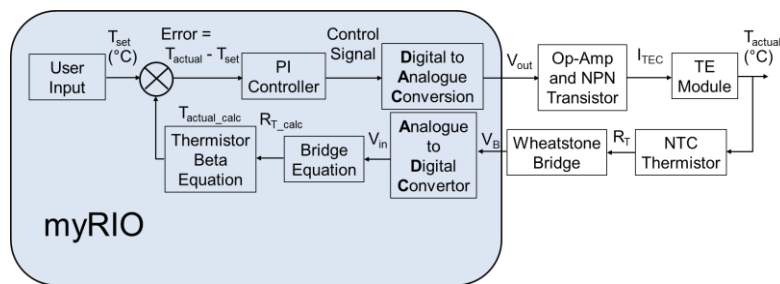 T_set
(°C)
Error =
T_actual - T_set
Control
Signal
T_actual
(°C)
User
Input
PI
Controller
Digital to
Analogue
Conversion
V_out
Op-Amp
and NPN
Transistor
I_TEC
TE
Module
T_actual_calc
Thermistor
Beta
Equation
R_T_calc
Bridge
Equation
V_in
Analogue
to
Digital
Convertor
V_B
Wheatstone
Bridge
R_T
NTC
Thermistor
myRIO